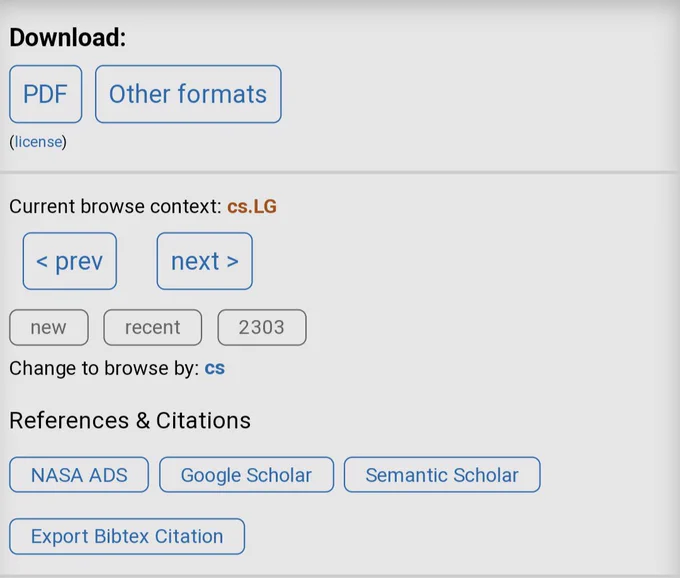 Download:
PDF Other formats
(license)
Current browse context: cs.LG
< prev next >
new recent 2303
Change to browse by: cs
References & Citations
NASA ADS Google Scholar Semantic Scholar
Export Bibtex Citation